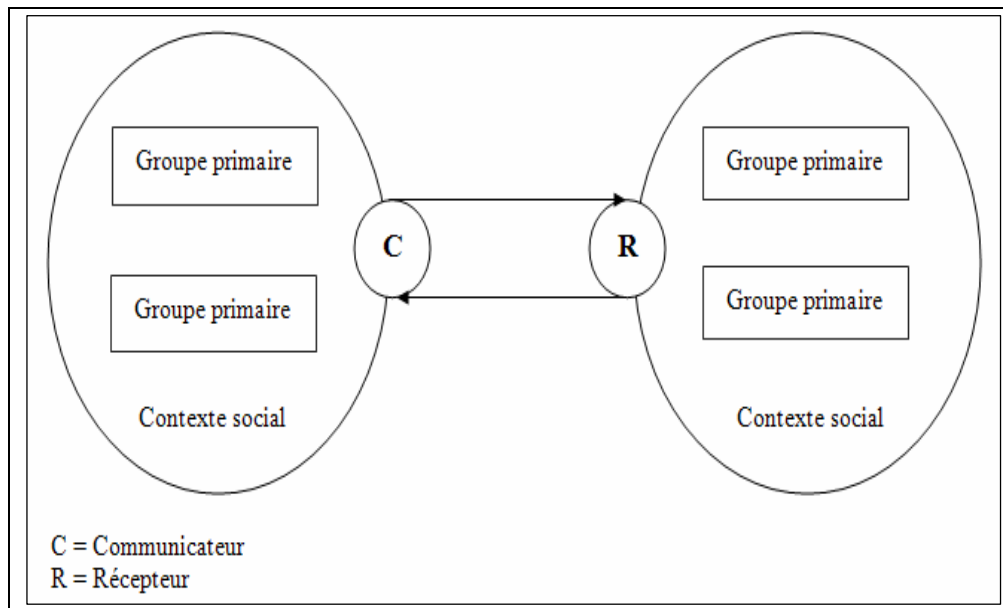 Groupe primaire
Groupe primaire
C
R
Groupe primaire
Groupe primaire
Contexte social
Contexte social
C = Communicateur
R = Récepteur